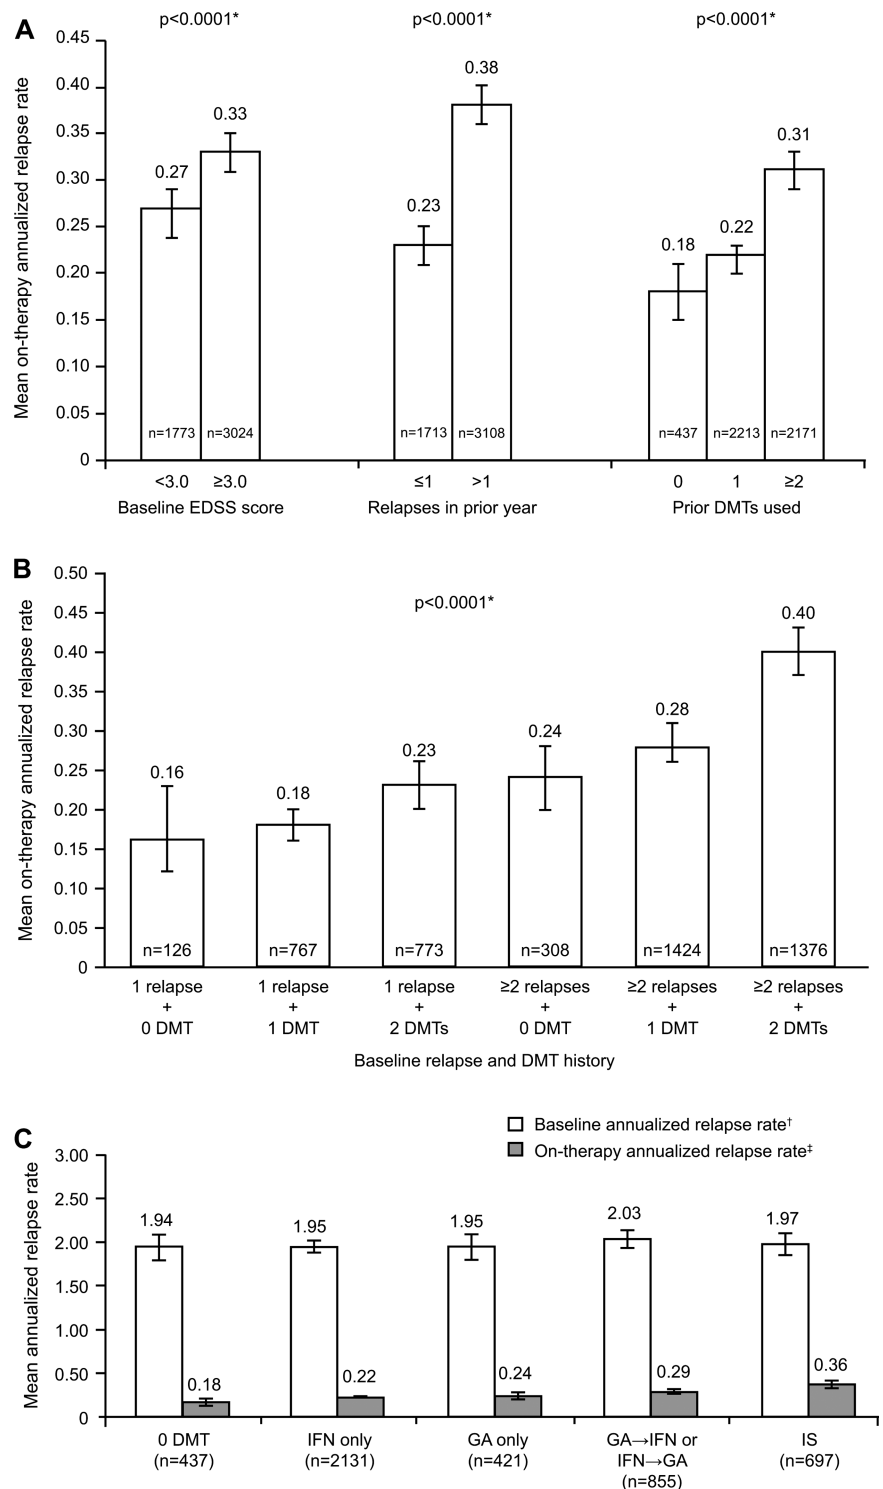 A
p<0.0001* p<0.0001* p<0.0001*
Mean on-therapy annualized relapse rate
0.45
0.40
0.35
0.30
0.25
0.20
0.15
0.10
0.05
0
0.27 0.33 0.23 0.38 0.18 0.22 0.31
n=1773 n=3024 n=1713 n=3108 n=437 n=2213 n=2171
<3.0 ≥3.0 ≤1 >1 0 1 ≥2
Baseline EDSS score Relapses in prior year Prior DMTs used
B
p<0.0001*
Mean on-therapy annualized relapse rate
0.50
0.45
0.40
0.35
0.30
0.25
0.20
0.15
0.10
0.05
0
0.16 0.18 0.23 0.24 0.28 0.40
n=126 n=767 n=773 n=308 n=1424 n=1376
1 relapse 1 relapse 1 relapse ≥2 relapses ≥2 relapses ≥2 relapses
+ + + + + +
0 DMT 1 DMT 2 DMTs 0 DMT 1 DMT 2 DMTs
Baseline relapse and DMT history
C
Baseline annualized relapse rate†
On-therapy annualized relapse rate‡
Mean annualized relapse rate
3.00
2.50
2.00
1.50
1.00
0.50
0
1.94 1.95 1.95 2.03 1.97
0.18 0.22 0.24 0.29 0.36
0 DMT IFN only GA only GA→IFN or IS
(n=437) (n=2131) (n=421) IFN→GA (n=697)
(n=855)